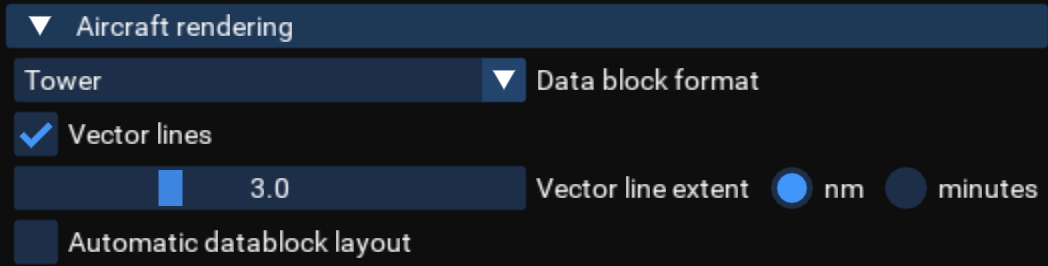 Aircraft rendering
Tower Data block format
Vector lines
3.0 Vector line extent nm minutes
Automatic datablock layout